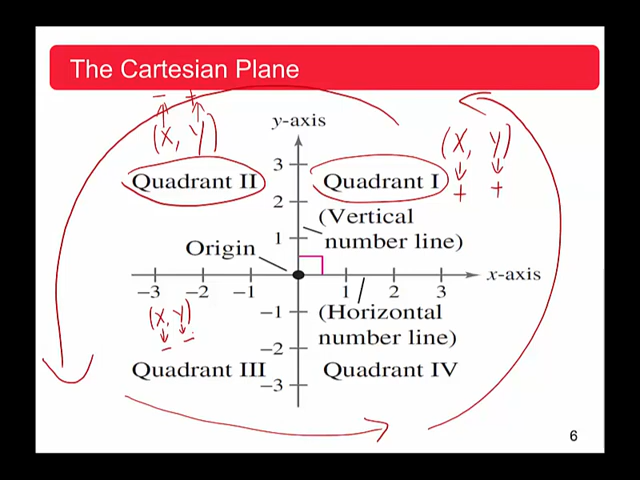 The Cartesian Plane
− +
(X, Y)
y-axis
(X, Y)
+ +
Quadrant II
3
Quadrant I
2
(Vertical
number line)
1
Origin
x-axis
−3 −2 −1 1 2 3
(X, Y)
− −
−1
(Horizontal
number line)
−2
Quadrant III
Quadrant IV
−3
6